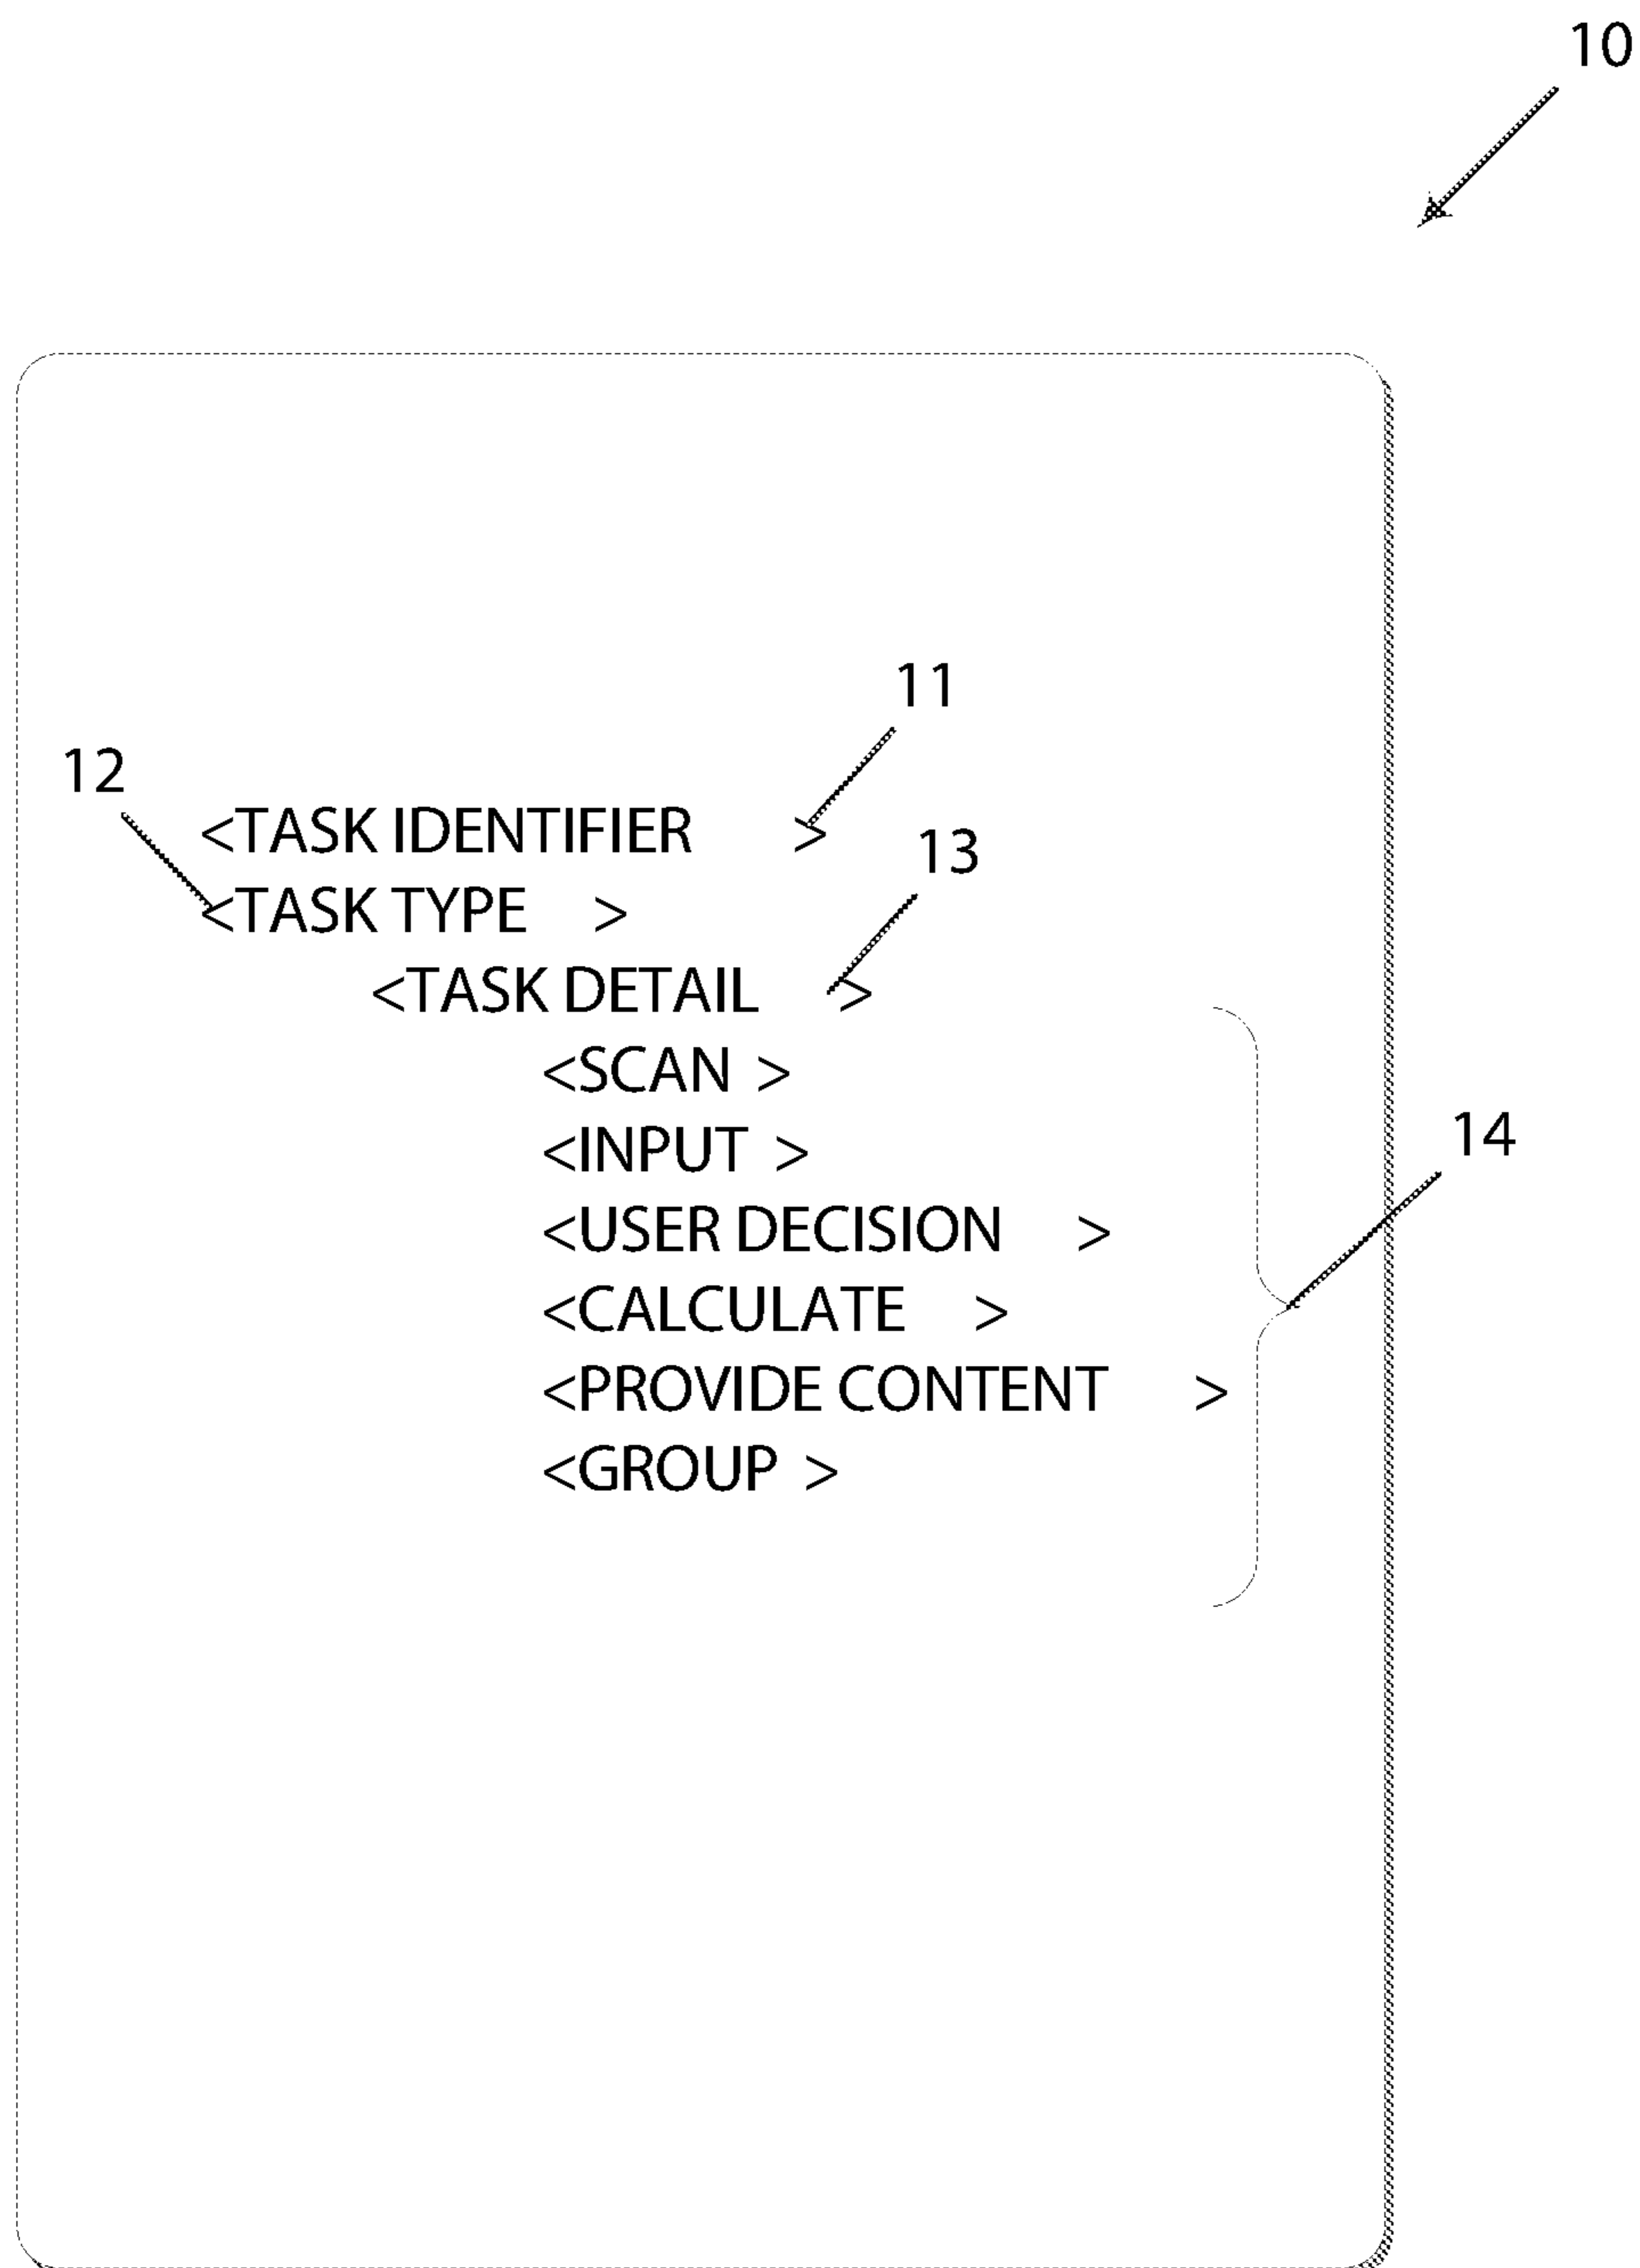 10
11
12
<TASK IDENTIFIER >
13
<TASK TYPE >
<TASK DETAIL >
<SCAN >
<INPUT >
14
<USER DECISION >
<CALCULATE >
<PROVIDE CONTENT >
<GROUP >